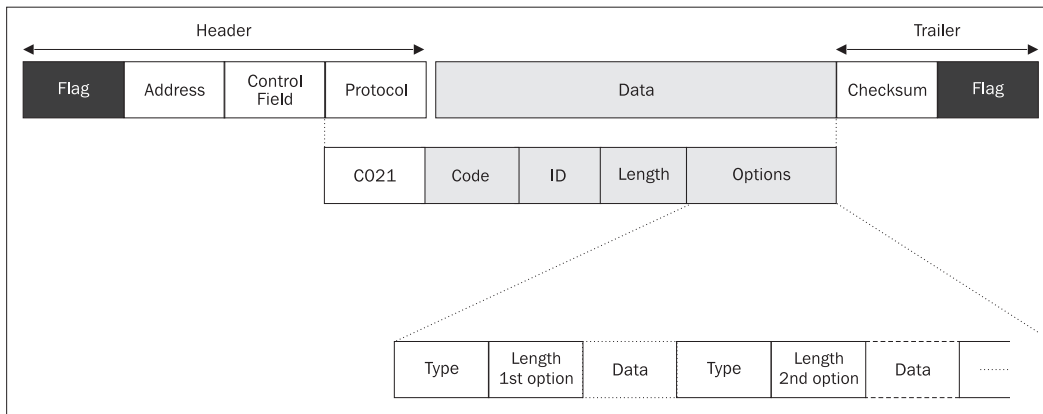 Header
Trailer
Flag
Address
Control
Field
Protocol
Data
Checksum
Flag
C021
Code
ID
Length
Options
Type
Length
1st option
Data
Type
Length
2nd option
Data